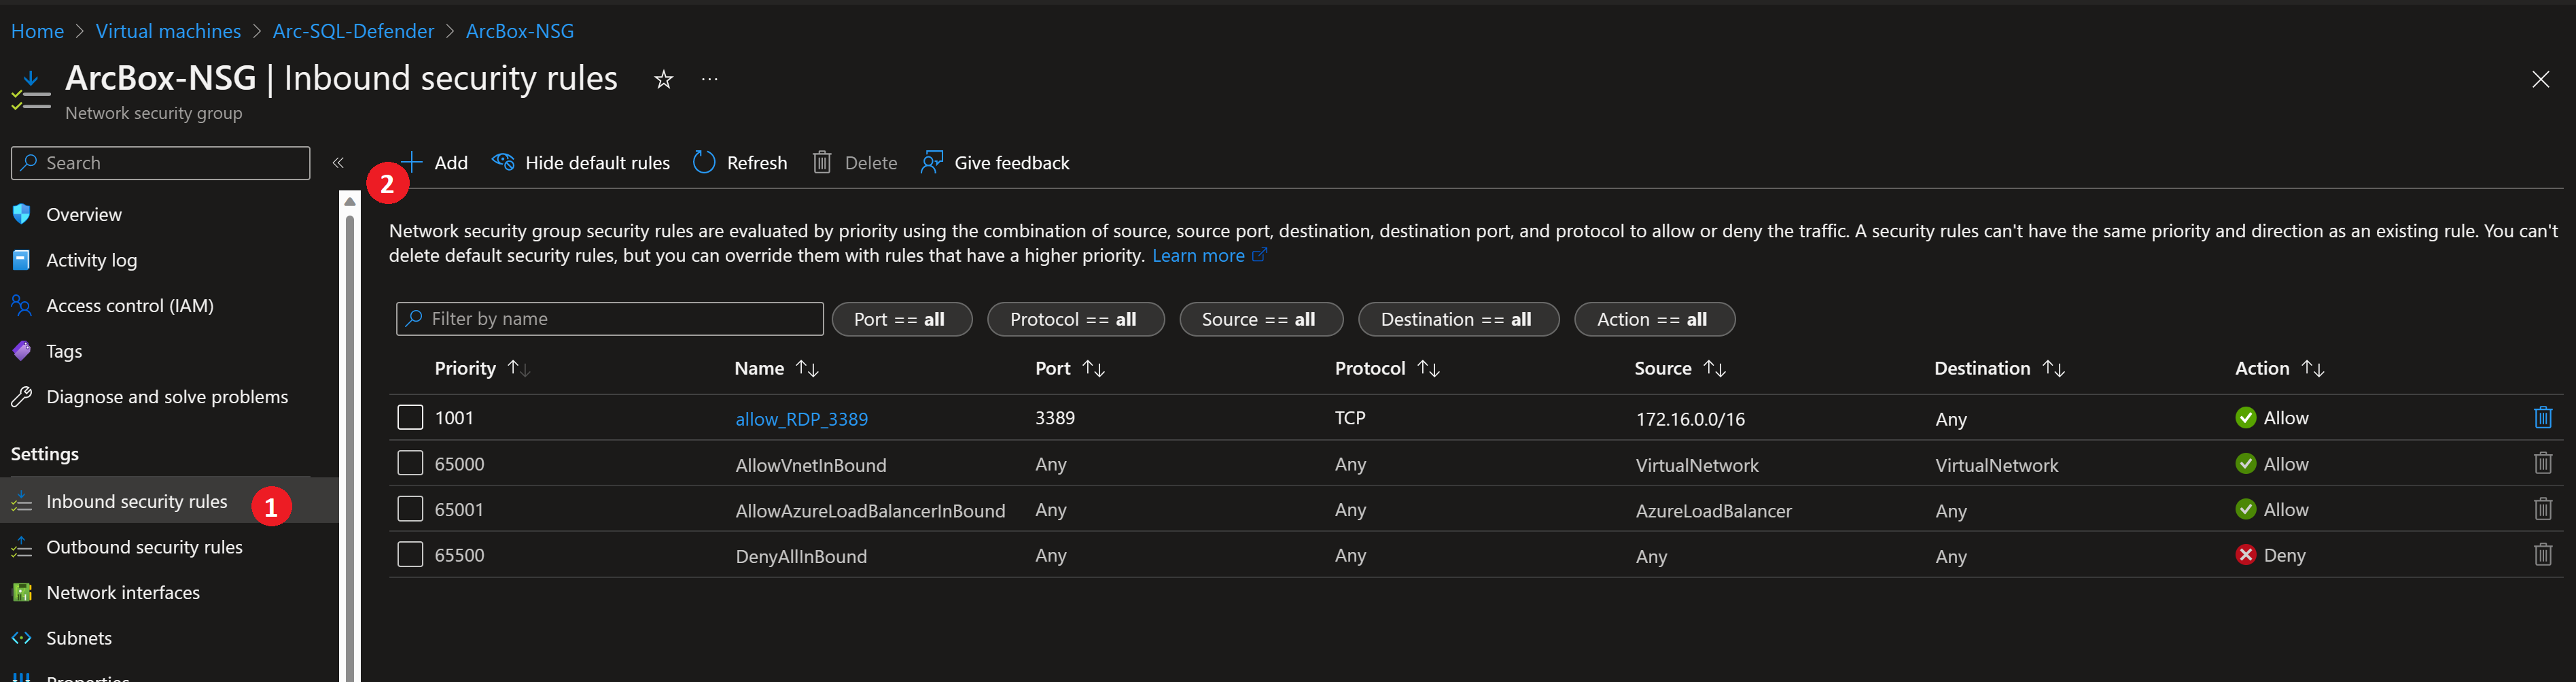 Home > Virtual machines > Arc-SQL-Defender > ArcBox-NSG
ArcBox-NSG | Inbound security rules ☆ ...
Network security group
Search «
+ Add Hide default rules Refresh Delete Give feedback
2
Overview
Activity log
Access control (IAM)
Tags
Diagnose and solve problems
Settings
Inbound security rules 1
Outbound security rules
Network interfaces
Subnets
Properties
Network security group security rules are evaluated by priority using the combination of source, source port, destination, destination port, and protocol to allow or deny the traffic. A security rules can't have the same priority and direction as an existing rule. You can't
delete default security rules, but you can override them with rules that have a higher priority. Learn more
Filter by name Port == all Protocol == all Source == all Destination == all Action == all
Priority ↑↓ Name ↑↓ Port ↑↓ Protocol ↑↓ Source ↑↓ Destination ↑↓ Action ↑↓
1001 allow_RDP_3389 3389 TCP 172.16.0.0/16 Any Allow
65000 AllowVnetInBound Any Any VirtualNetwork VirtualNetwork Allow
65001 AllowAzureLoadBalancerInBound Any Any AzureLoadBalancer Any Allow
65500 DenyAllInBound Any Any Any Any Deny